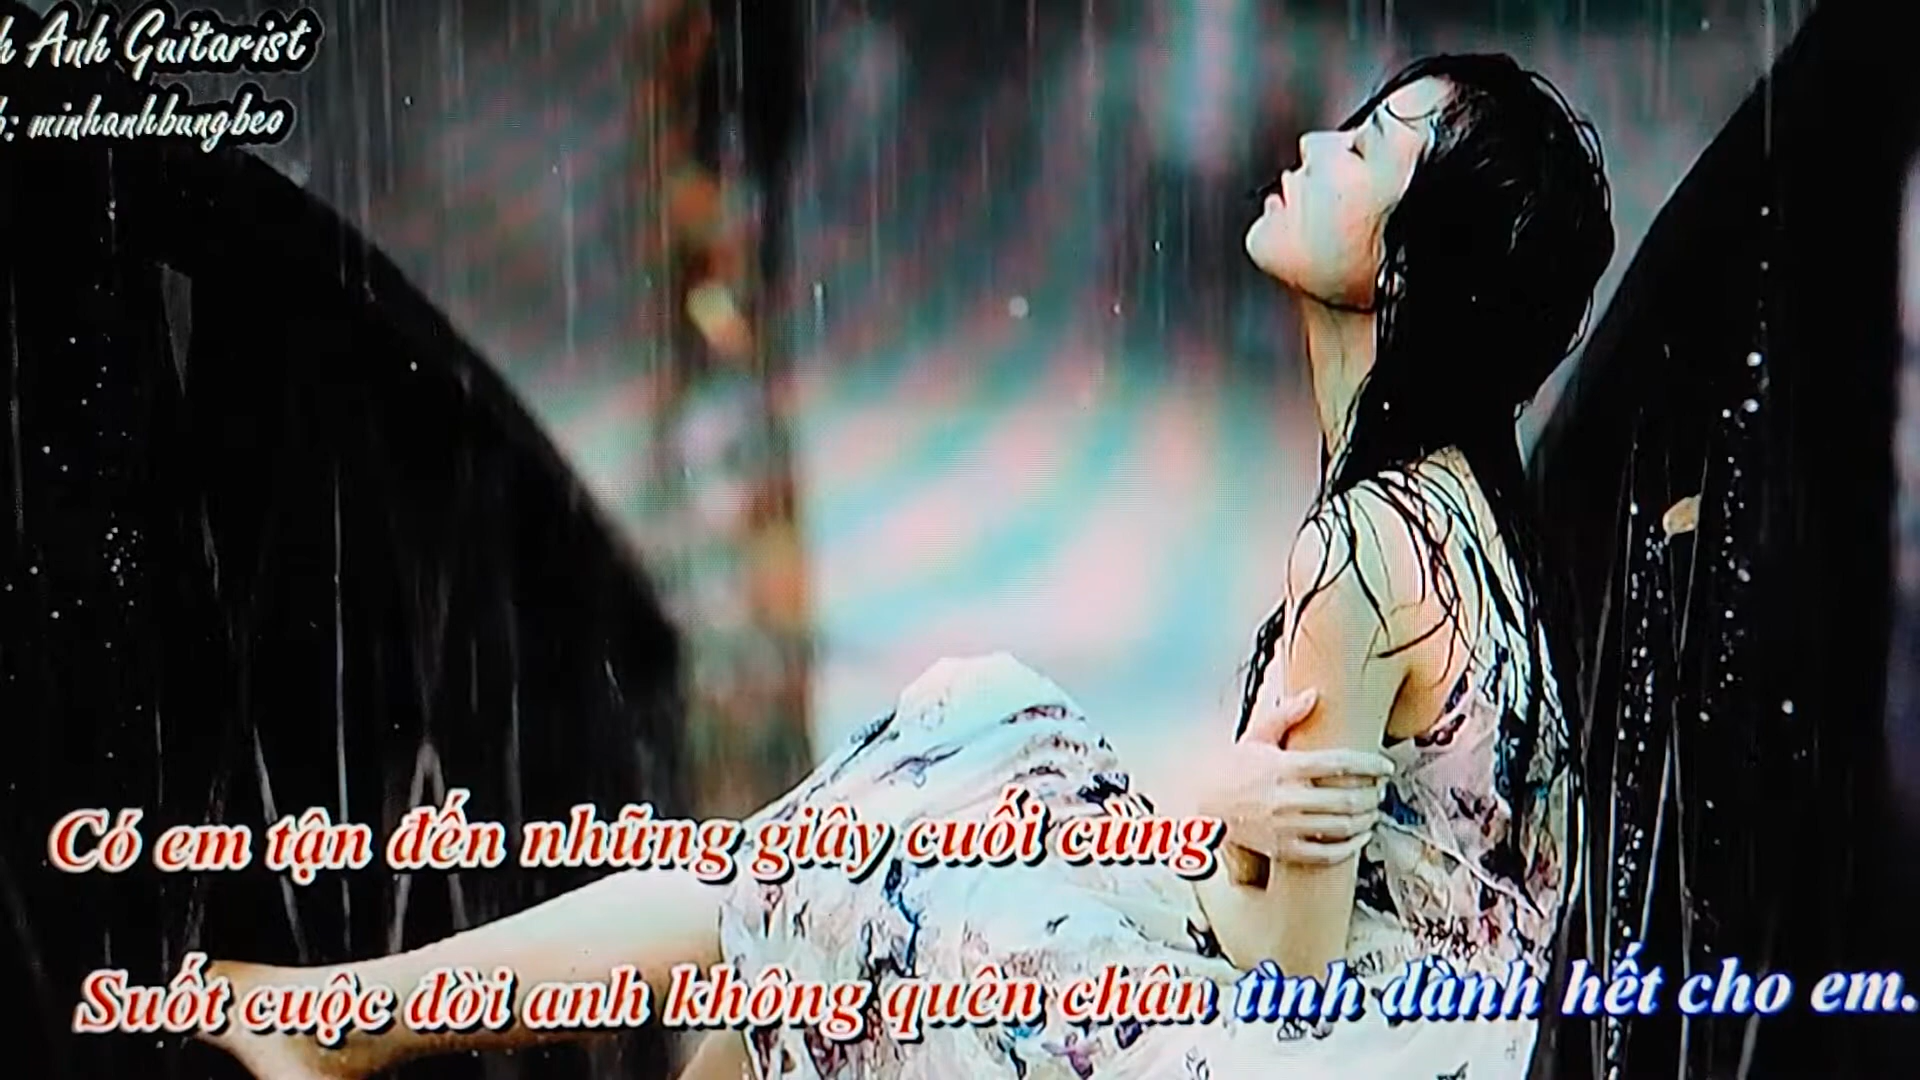 h Anh Guitarist
b: minhanhbungbeo
Có em tận đến những giây cuối cùng
Suốt cuộc đời anh không quên chân tình dành hết cho em.